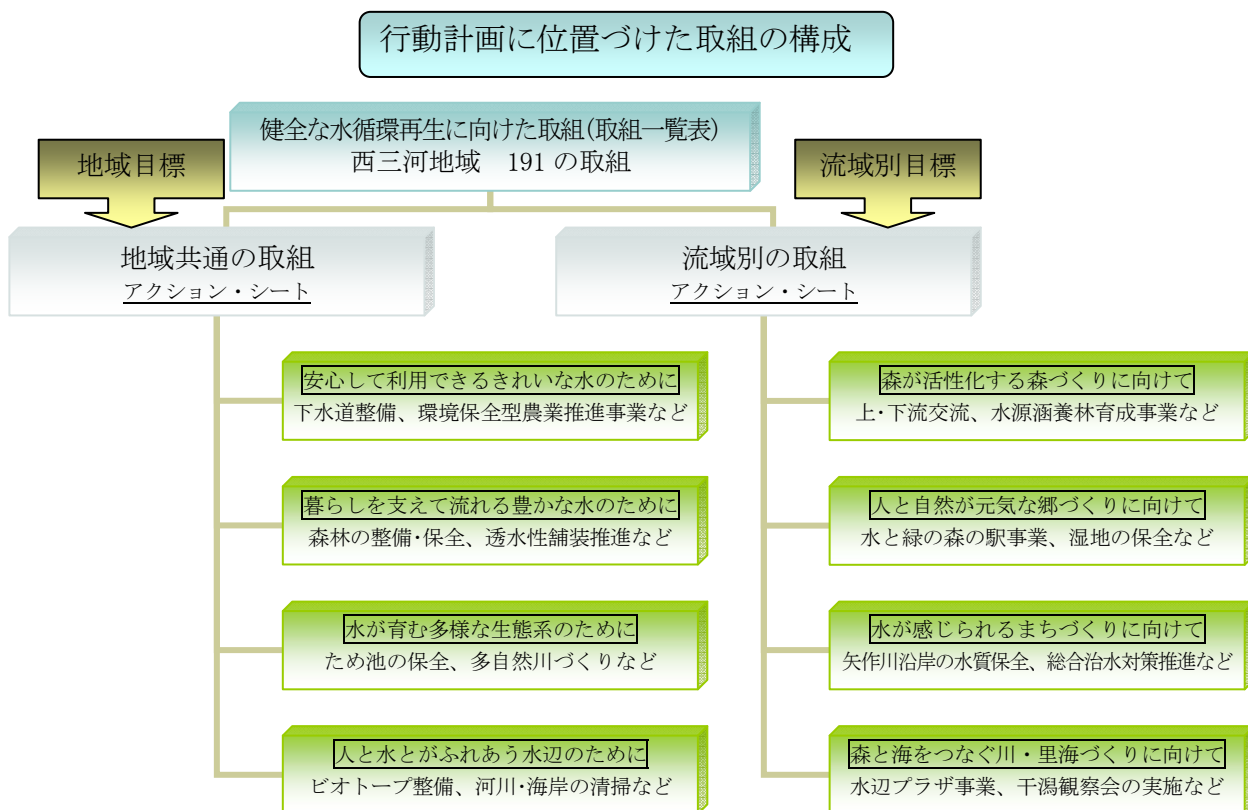 行動計画に位置づけた取組の構成
健全な水循環再生に向けた取組(取組一覧表)
西三河地域　191 の取組
地域目標
流域別目標
地域共通の取組
アクション・シート
流域別の取組
アクション・シート
安心して利用できるきれいな水のために
下水道整備、環境保全型農業推進事業など
暮らしを支えて流れる豊かな水のために
森林の整備･保全、透水性舗装推進など
水が育む多様な生態系のために
ため池の保全、多自然川づくりなど
人と水とがふれあう水辺のために
ビオトープ整備、河川･海岸の清掃など
森が活性化する森づくりに向けて
上･下流交流、水源涵養林育成事業など
人と自然が元気な郷づくりに向けて
水と緑の森の駅事業、湿地の保全など
水が感じられるまちづくりに向けて
矢作川沿岸の水質保全、総合治水対策推進など
森と海をつなぐ川・里海づくりに向けて
水辺プラザ事業、干潟観察会の実施など